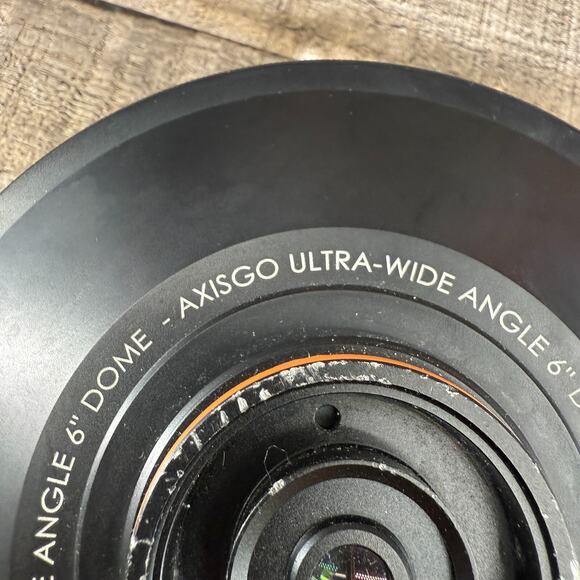 E ANGLE 6" DOME - AXISGO ULTRA-WIDE ANGLE 6" D